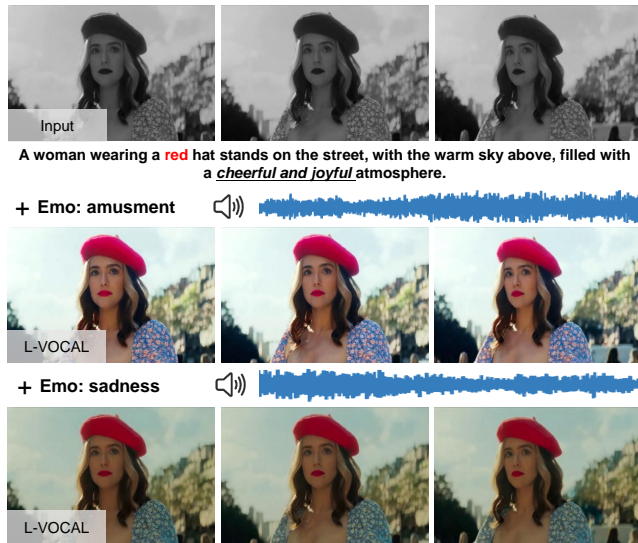 Input
A woman wearing a red hat stands on the street, with the warm sky above, filled with
a cheerful and joyful atmosphere.
+ Emo: amusment
L-VOCAL
+ Emo: sadness
L-VOCAL